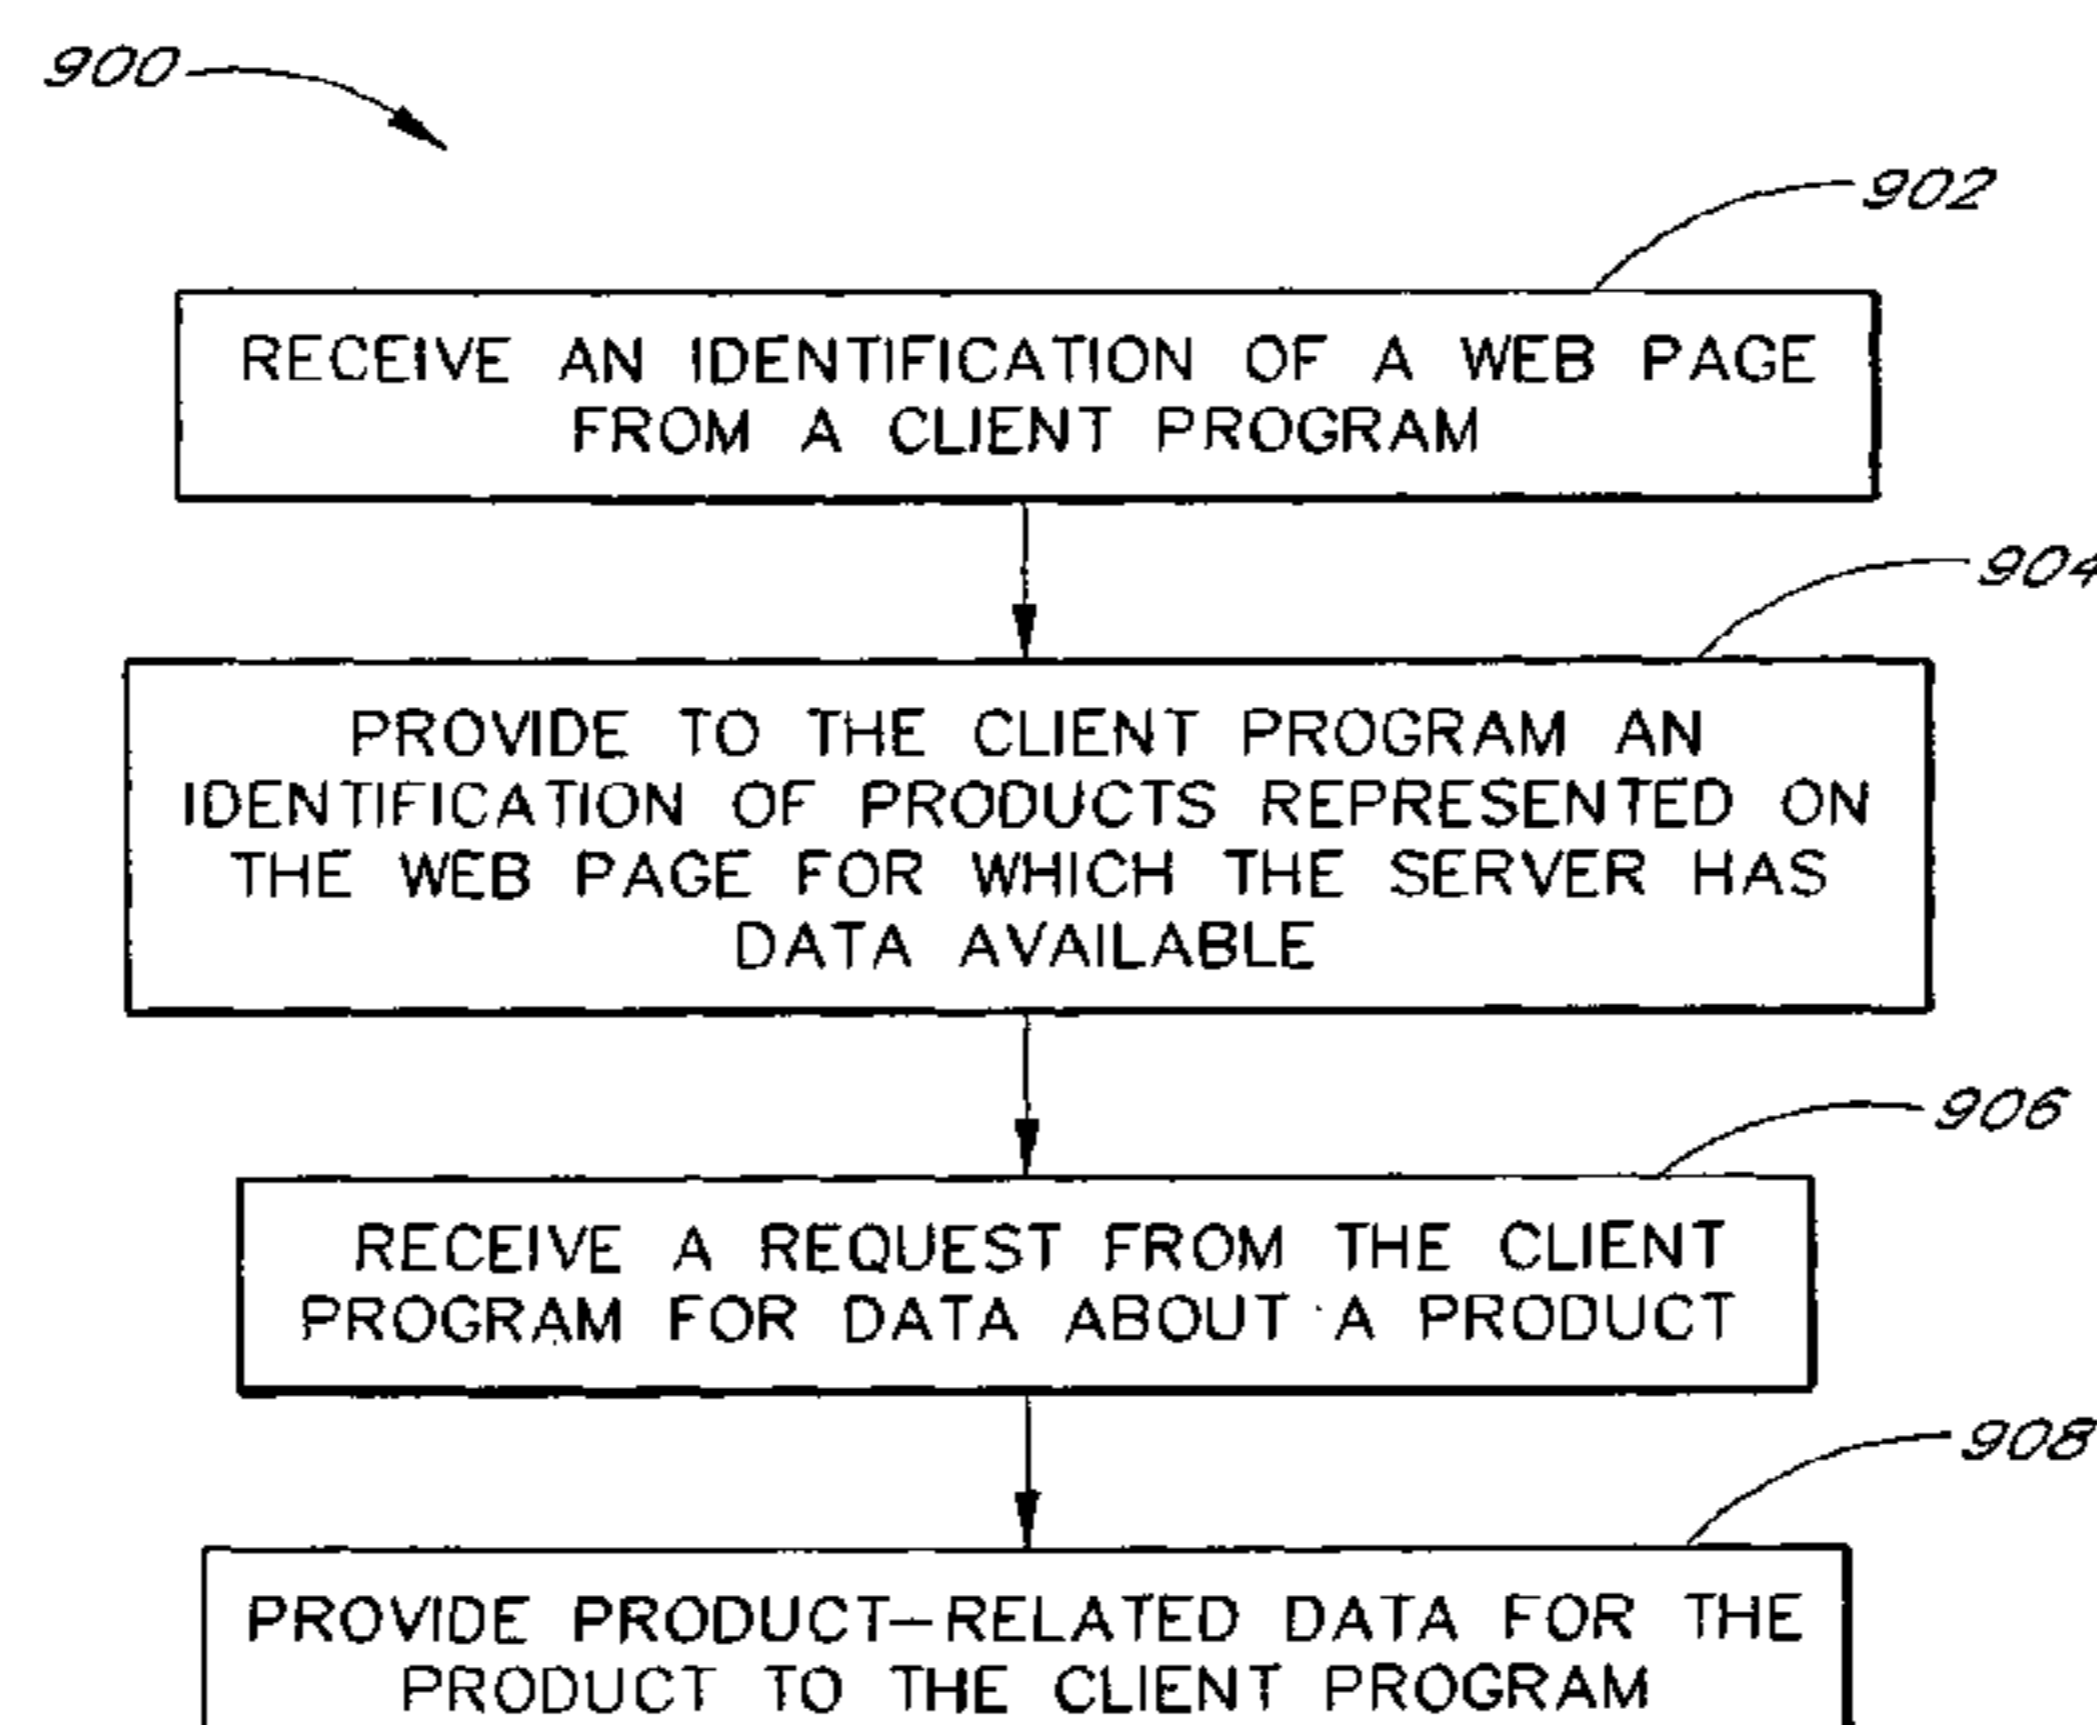 900
902
RECEIVE AN IDENTIFICATION OF A WEB PAGE
FROM A CLIENT PROGRAM
904
PROVIDE TO THE CLIENT PROGRAM AN
IDENTIFICATION OF PRODUCTS REPRESENTED ON
THE WEB PAGE FOR WHICH THE SERVER HAS
DATA AVAILABLE
906
RECEIVE A REQUEST FROM THE CLIENT
PROGRAM FOR DATA ABOUT A PRODUCT
908
PROVIDE PRODUCT-RELATED DATA FOR THE
PRODUCT TO THE CLIENT PROGRAM